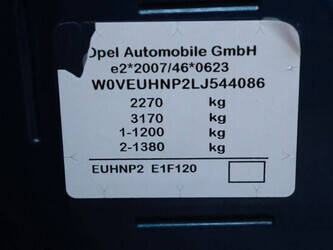 Opel Automobile GmbH
e2*2007/46*0623
W0VEUHNP2LJ544086
2270 kg
3170 kg
1-1200 kg
2-1380 kg
EUHNP2 E1F120